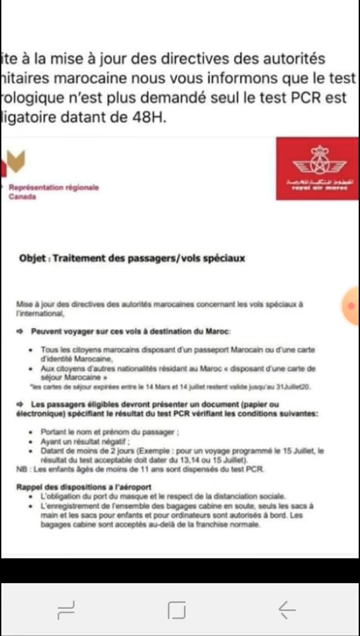 ite à la mise à jour des directives des autorités
nitaires marocaine nous vous informons que le test
rologique n'est plus demandé seul le test PCR est
ligatoire datant de 48H.
royal air maroc
Représentation régionale
Canada
Objet : Traitement des passagers/vols spéciaux
Mise à jour des directives des autorités marocaines concernant les vols spéciaux à
l'international,
⇨ Peuvent voyager sur ces vols à destination du Maroc:
• Tous les citoyens marocains disposant d'un passeport Marocain ou d'une carte
d'identité Marocaine,
• Aux citoyens d'autres nationalités résidant au Maroc « disposant d'une carte de
séjour Marocaine »
*les cartes de séjour expirées entre le 14 Mars et 14 juillet restent valide jusqu'au 31Juillet20.
⇨ Les passagers éligibles devront présenter un document (papier ou
électronique) spécifiant le résultat du test PCR vérifiant les conditions suivantes:
• Portant le nom et prénom du passager ;
• Ayant un résultat négatif ;
• Datant de moins de 2 jours (Exemple : pour un voyage programmé le 15 Juillet, le
résultat du test acceptable doit dater du 13,14 ou 15 Juillet).
NB : Les enfants âgés de moins de 11 ans sont dispensés du test PCR.
Rappel des dispositions a l'aéroport
• L'obligation du port du masque et le respect de la distanciation sociale.
• L'enregistrement de l'ensemble des bagages cabine en soute, seuls les sacs à
main et les sacs pour enfants et pour ordinateurs sont autorisés à bord. Les
bagages cabine sont acceptés au-delà de la franchise normale.